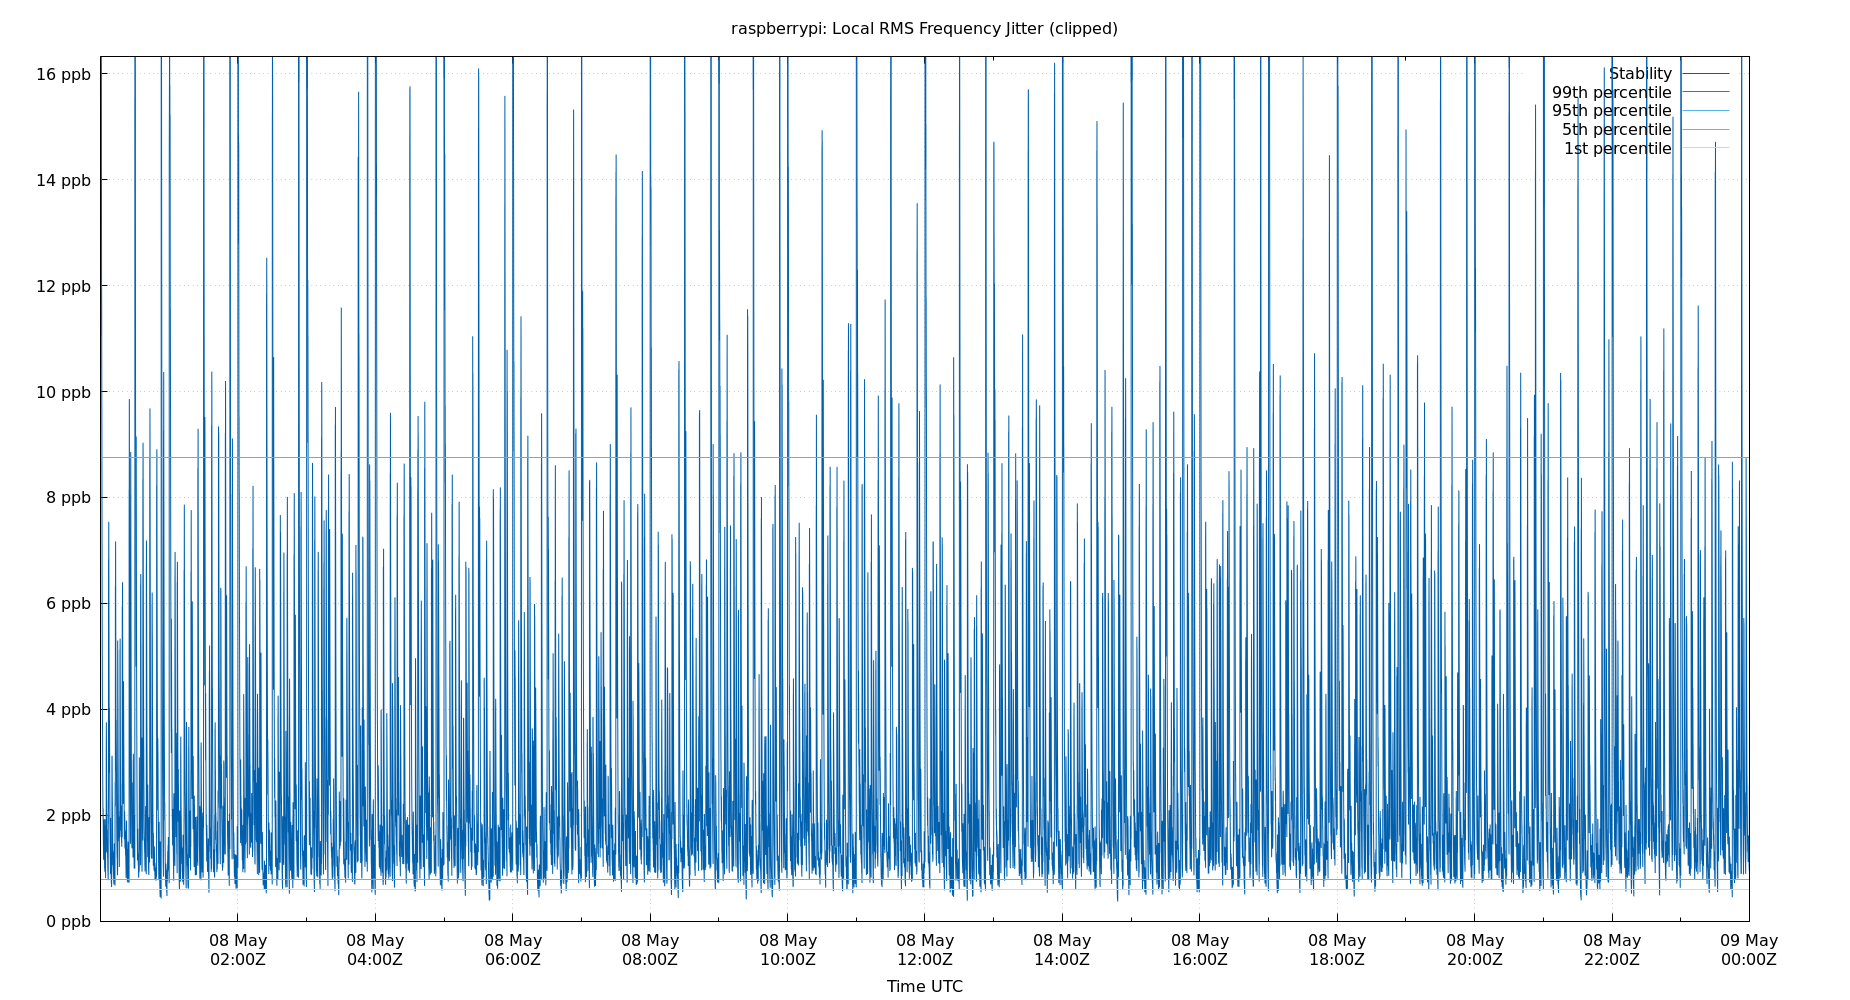 raspberrypi: Local RMS Frequency Jitter (clipped)
16 ppb
14 ppb
12 ppb
10 ppb
8 ppb
6 ppb
4 ppb
2 ppb
0 ppb
Stability
99th percentile
95th percentile
5th percentile
1st percentile
08 May 02:00Z
08 May 04:00Z
08 May 06:00Z
08 May 08:00Z
08 May 10:00Z
08 May 12:00Z
08 May 14:00Z
08 May 16:00Z
08 May 18:00Z
08 May 20:00Z
08 May 22:00Z
09 May 00:00Z
Time UTC